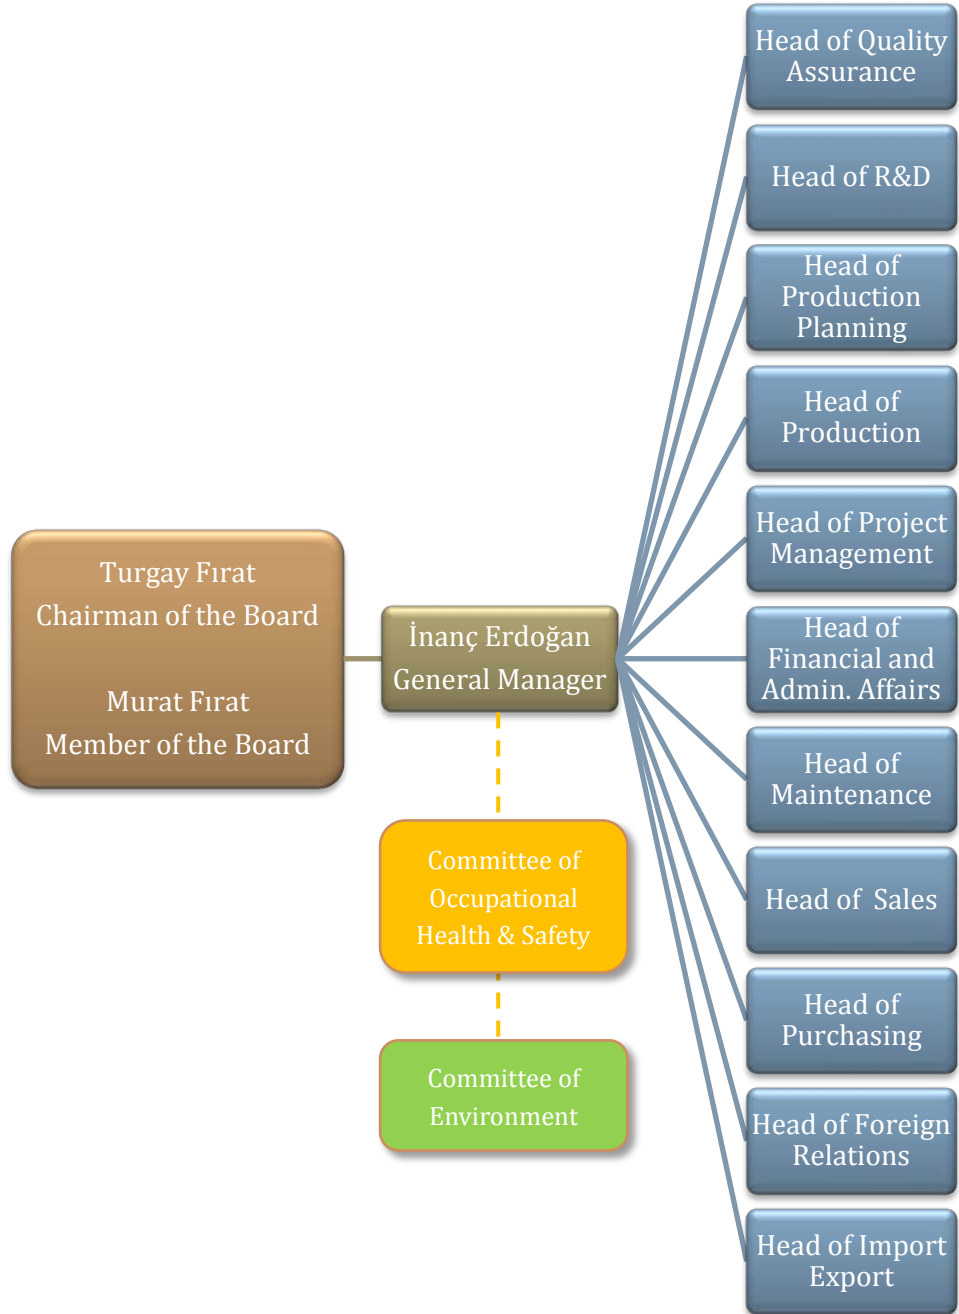 Turgay Fırat
Chairman of the Board
Murat Fırat
Member of the Board
İnanç Erdoğan
General Manager
Committee of
Occupational
Health & Safety
Committee of
Environment
Head of Quality
Assurance
Head of R&D
Head of
Production
Planning
Head of
Production
Head of Project
Management
Head of
Financial and
Admin. Affairs
Head of
Maintenance
Head of  Sales
Head of
Purchasing
Head of Foreign
Relations
Head of Import
Export